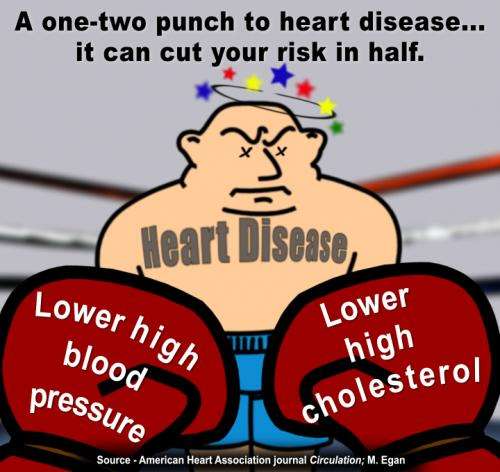 A one-two punch to heart disease...
it can cut your risk in half.
Heart Disease
Lower high
blood
pressure
Lower
high
cholesterol
Source - American Heart Association journal Circulation; M. Egan